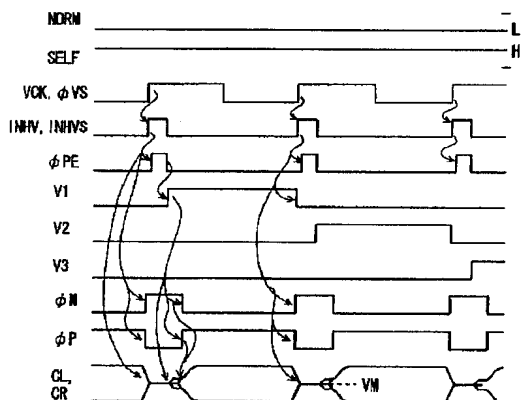 NORM
L
SELF
H
VCK, φVS
INHV, INHVS
φPE
V1
V2
V3
φN
φP
CL,
CR
VM